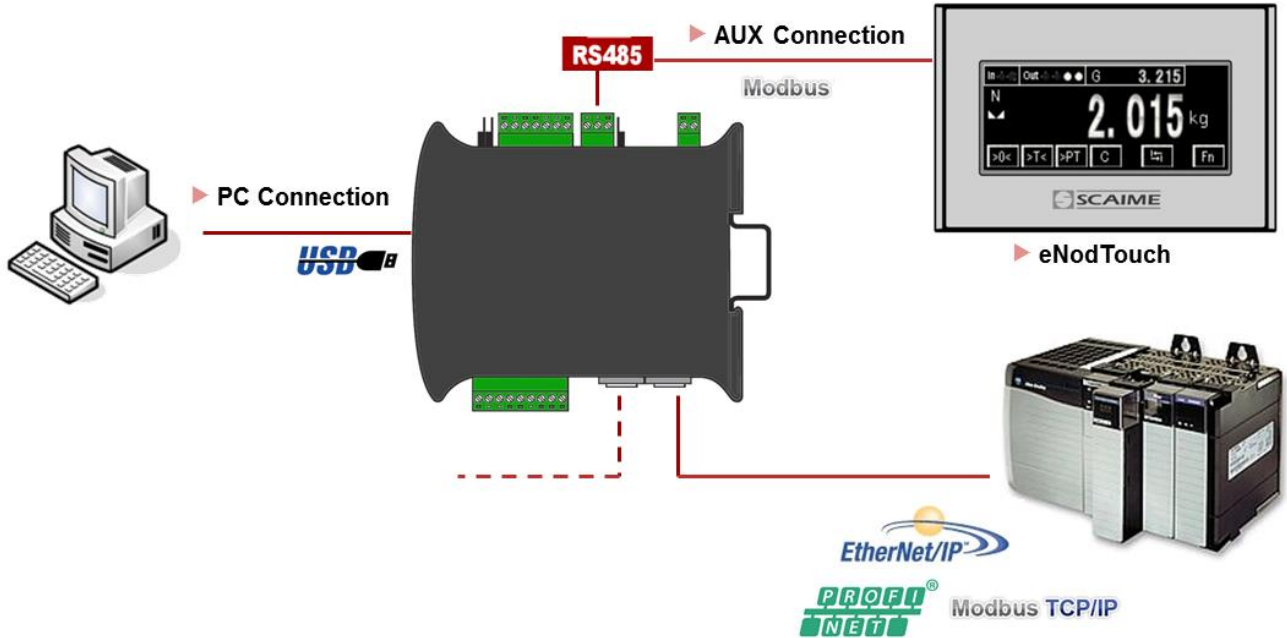 AUX Connection
RS485
Modbus
In
Out
G 3.215
N
2.015 kg
>0< >T< >PT C Fn
SCAIME
PC Connection
USB
eNodTouch
EtherNet/IP™
PROFI®
NET
Modbus TCP/IP